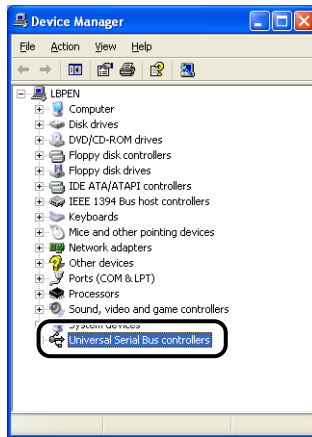 Device Manager
File Action View Help
LBPEN
Computer
Disk drives
DVD/CD-ROM drives
Floppy disk controllers
Floppy disk drives
IDE ATA/ATAPI controllers
IEEE 1394 Bus host controllers
Keyboards
Mice and other pointing devices
Network adapters
Other devices
Ports (COM & LPT)
Processors
Sound, video and game controllers
System devices
Universal Serial Bus controllers